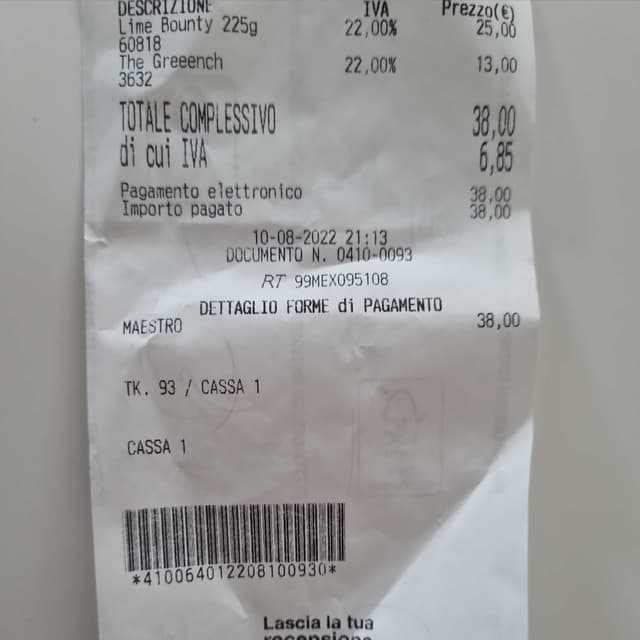 DESCRIZIONE IVA Prezzo(€)
Lime Bounty 225g 22,00% 25,00
60818
The Greeench 22,00% 13,00
3632
TOTALE COMPLESSIVO 38,00
di cui IVA 6,85
Pagamento elettronico 38,00
Importo pagato 38,00
10-08-2022 21:13
DOCUMENTO N. 0410-0093
RT 99MEX095108
DETTAGLIO FORME di PAGAMENTO
MAESTRO 38,00
TK. 93 / CASSA 1
CASSA 1
*410064012208100930*
Lascia la tua
recensione